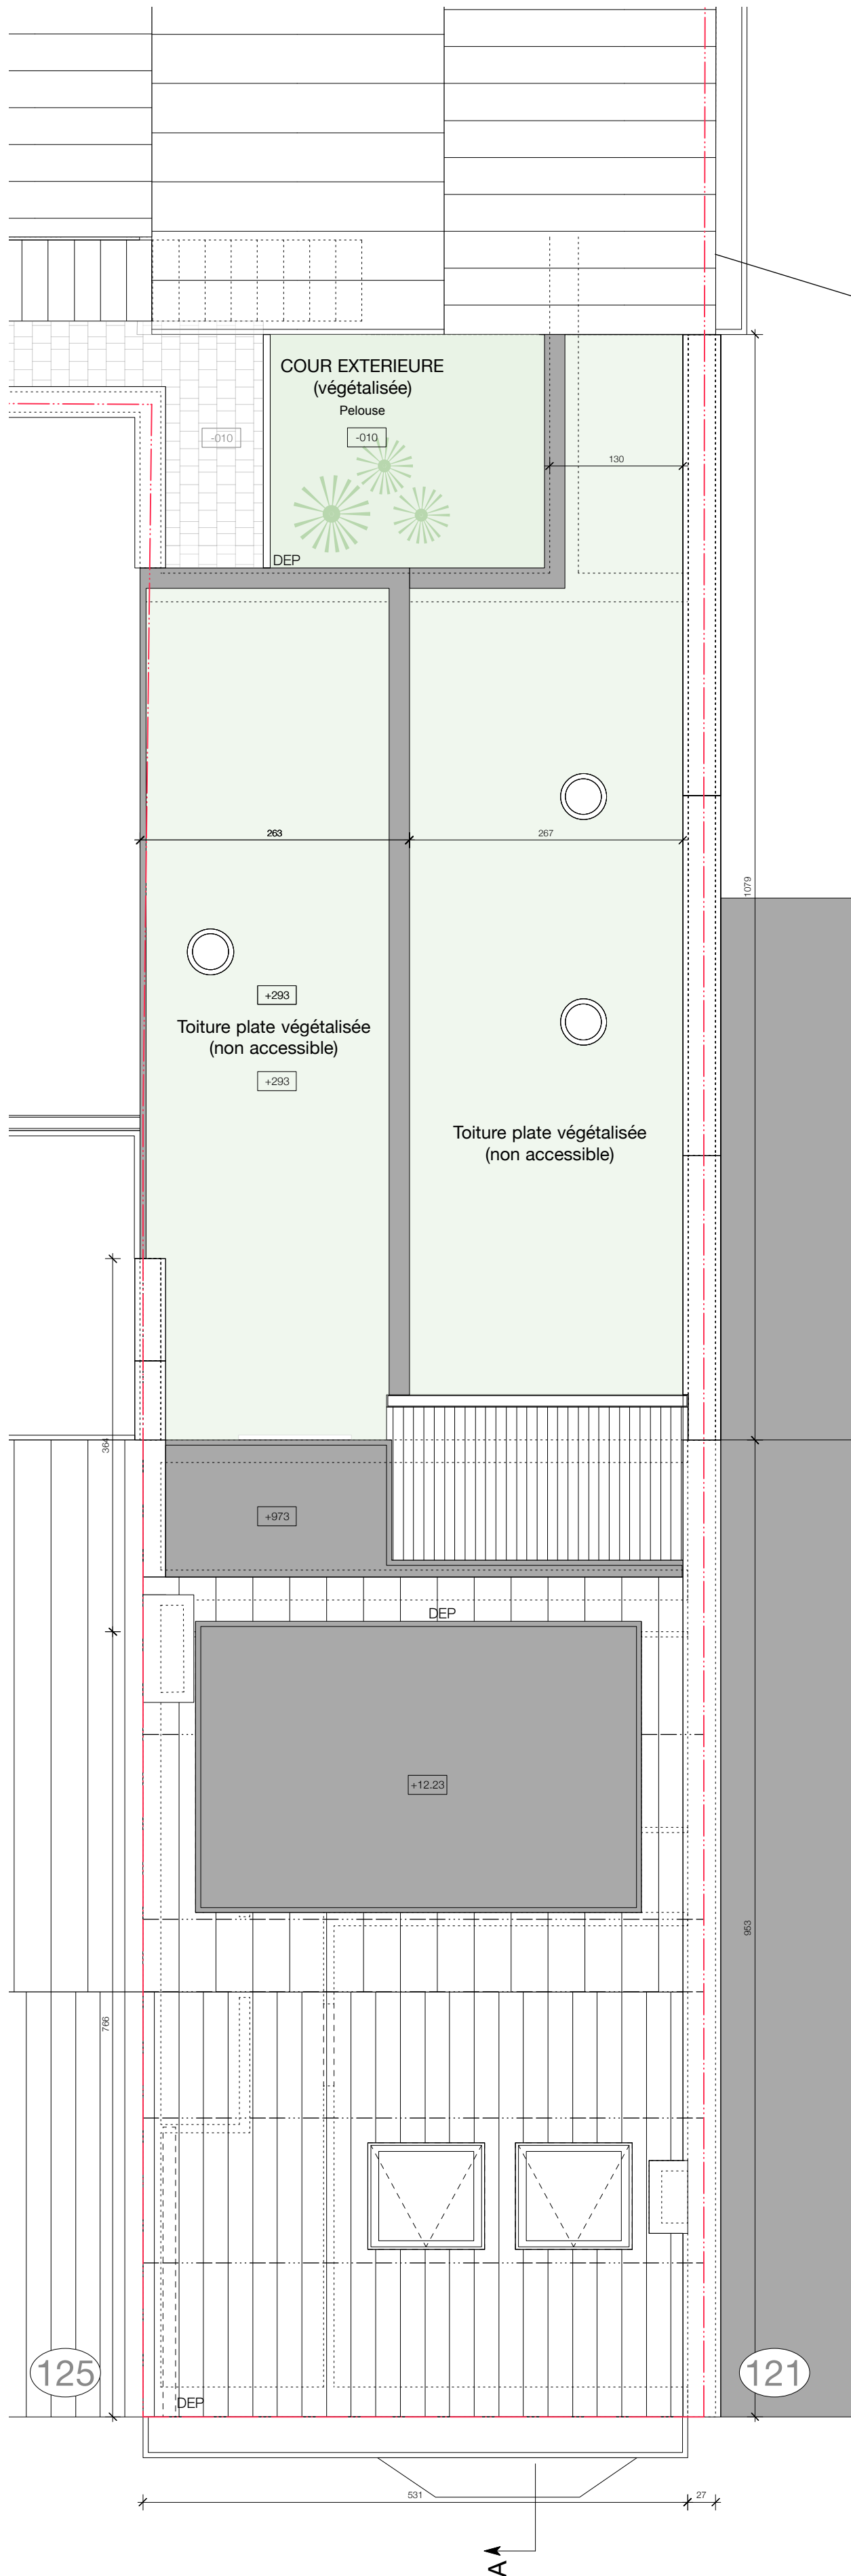 COUR EXTERIEURE
(végétalisée)
Pelouse
-010
-010
130
DEP
263
267
1079
+293
Toiture plate végétalisée
(non accessible)
+293
Toiture plate végétalisée
(non accessible)
364
+973
DEP
+12.23
953
766
125
121
DEP
531
27
A